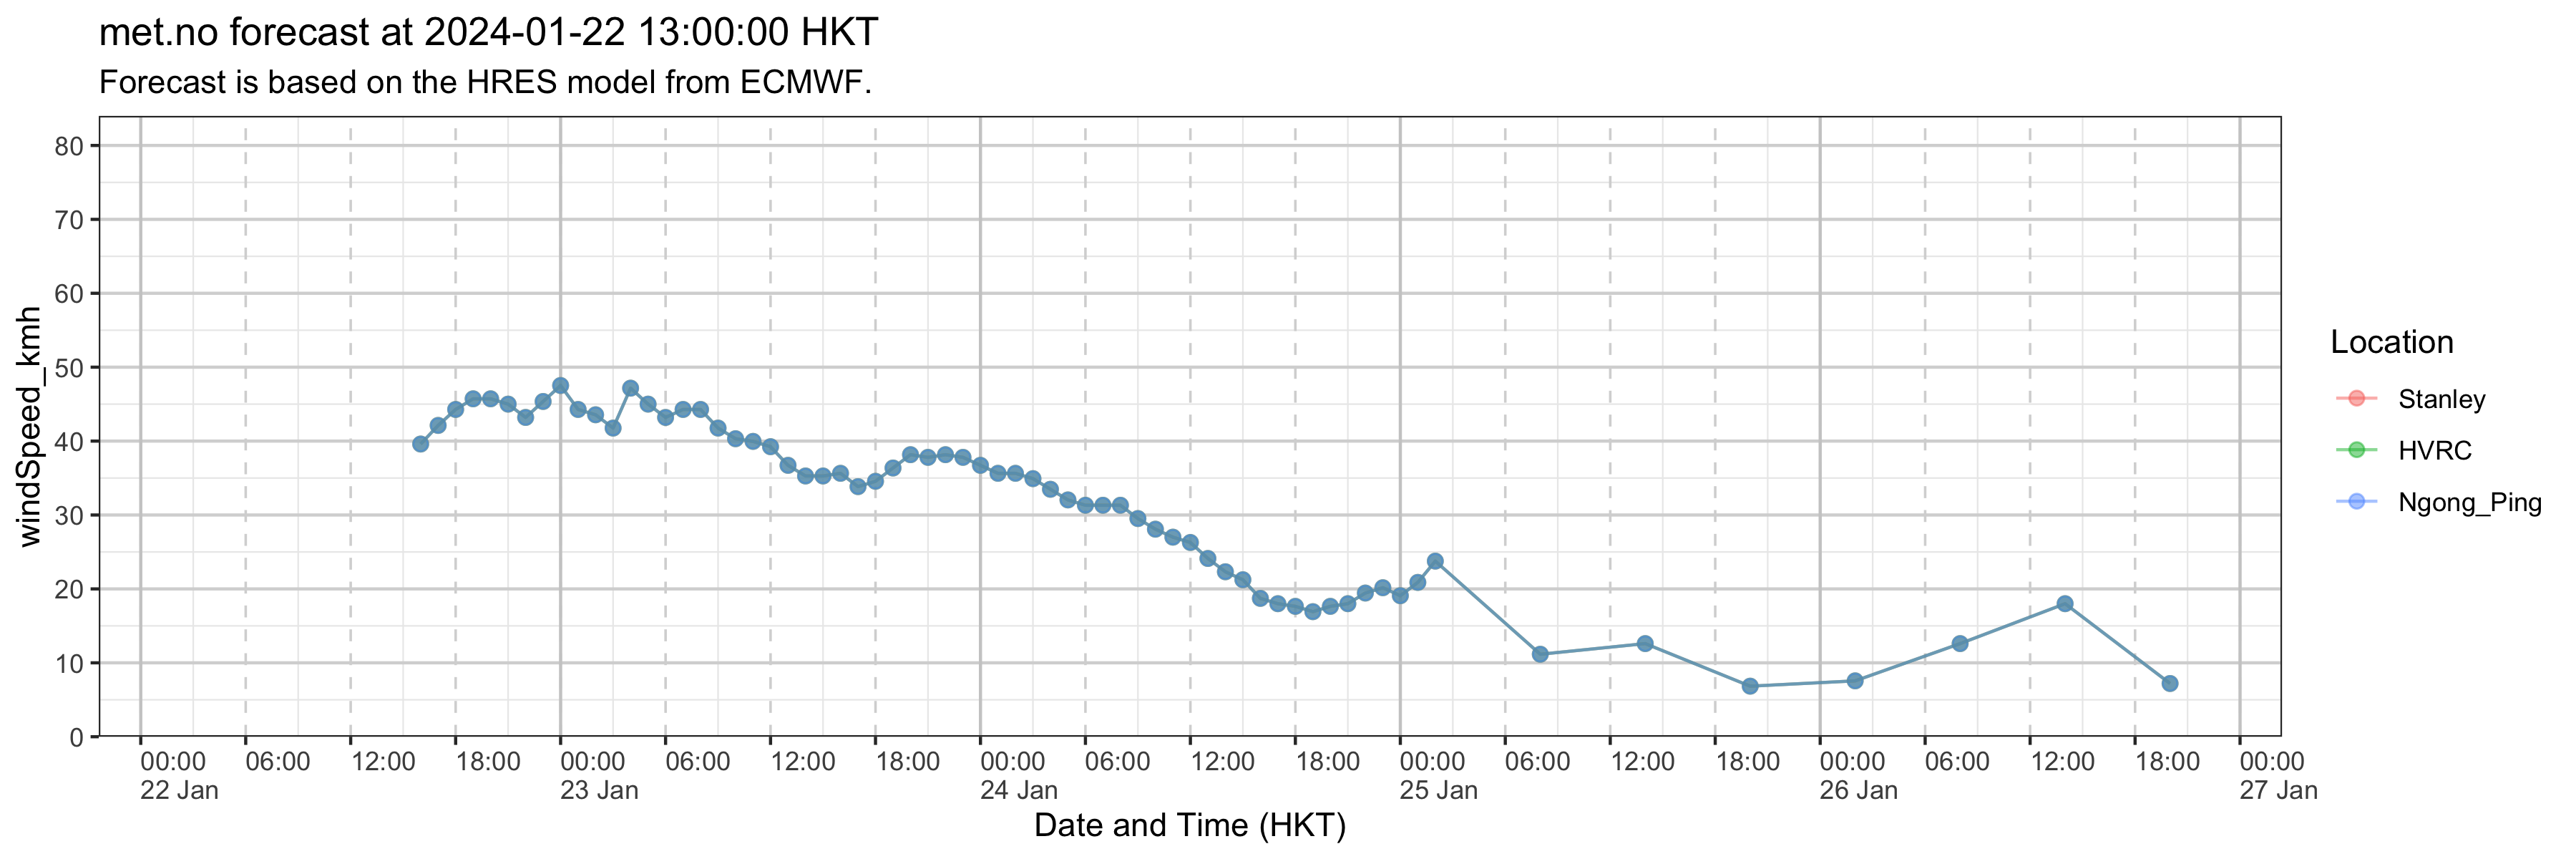 met.no forecast at 2024-01-22 13:00:00 HKT
Forecast is based on the HRES model from ECMWF.
windSpeed_kmh
80
70
60
50
40
30
20
10
0
00:00 06:00 12:00 18:00 00:00 06:00 12:00 18:00 00:00 06:00 12:00 18:00 00:00 06:00 12:00 18:00 00:00 06:00 12:00 18:00 00:00
22 Jan 23 Jan 24 Jan 25 Jan 26 Jan 27 Jan
Date and Time (HKT)
Location
Stanley
HVRC
Ngong_Ping